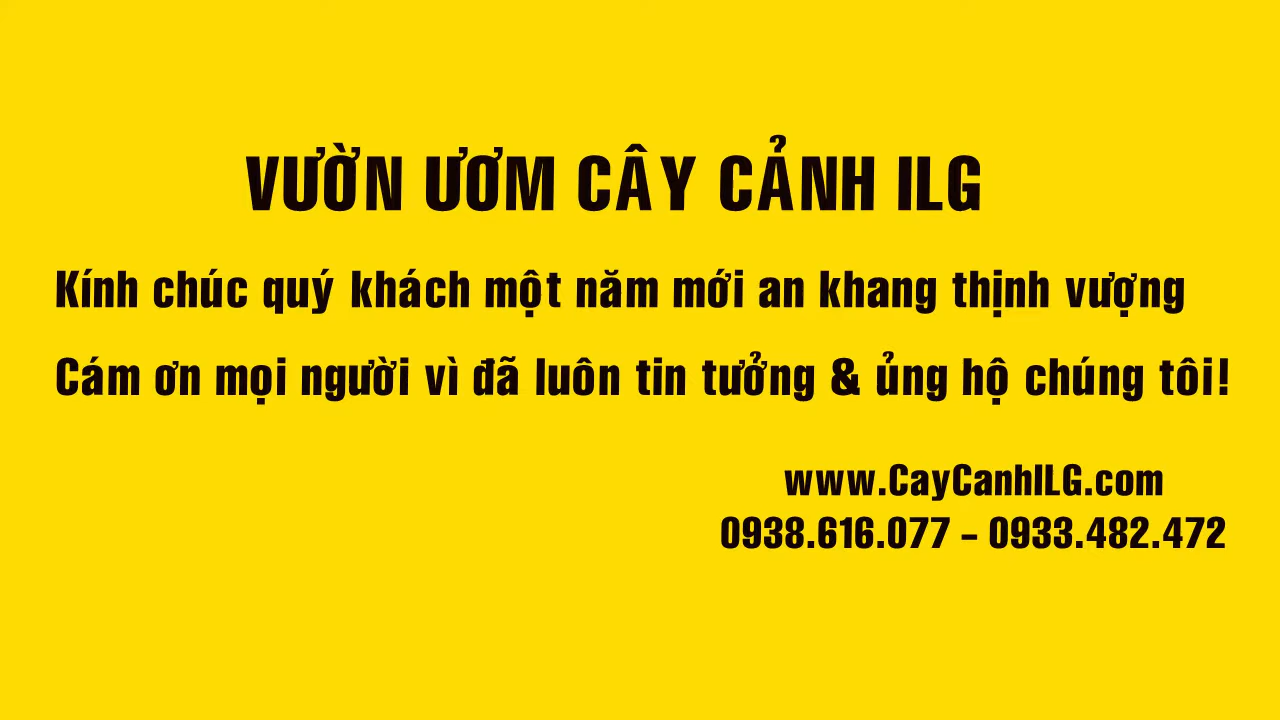 VƯỜN ƯƠM CÂY CẢNH ILG
Kính chúc quý khách một năm mới an khang thịnh vượng
Cám ơn mọi người vì đã luôn tin tưởng & ủng hộ chúng tôi!
www.CayCanhILG.com
0938.616.077 - 0933.482.472